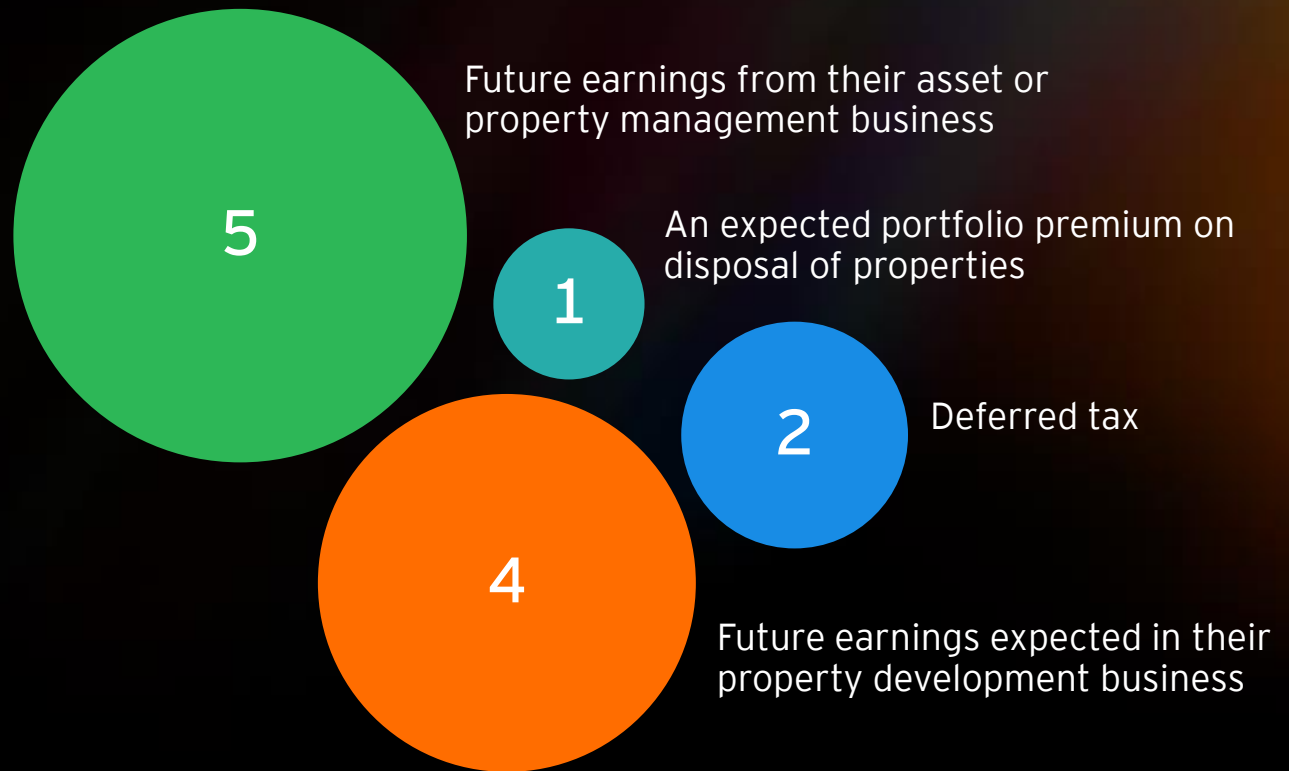 5
Future earnings from their asset or
property management business
1
An expected portfolio premium on
disposal of properties
2
Deferred tax
4
Future earnings expected in their
property development business